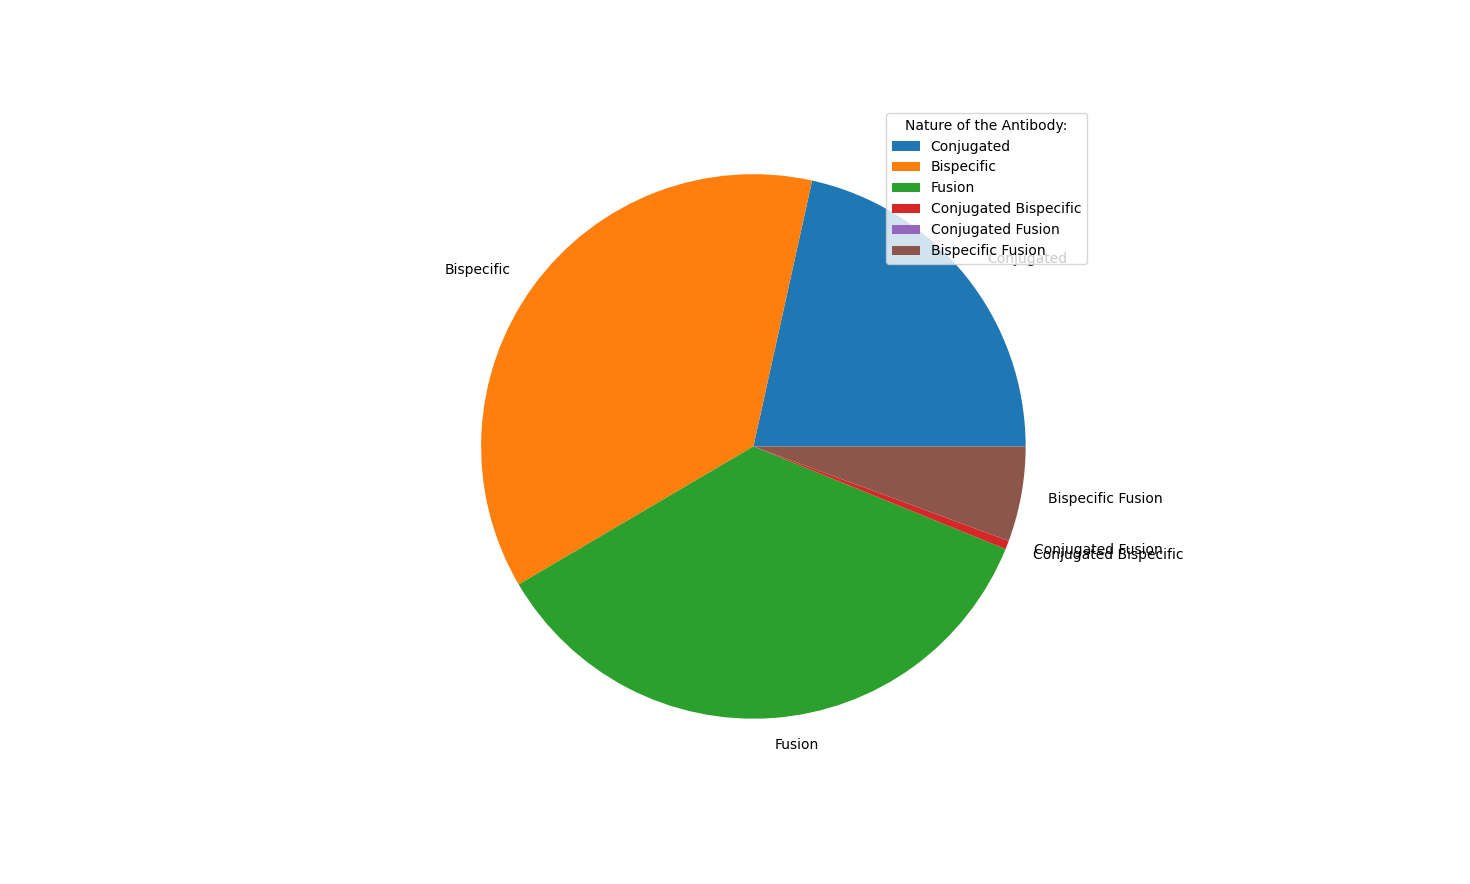 Nature of the Antibody:
Conjugated
Bispecific
Fusion
Conjugated Bispecific
Conjugated Fusion
Bispecific Fusion
Conjugated
Bispecific
Bispecific Fusion
Conjugated Fusion
Conjugated Bispecific
Fusion